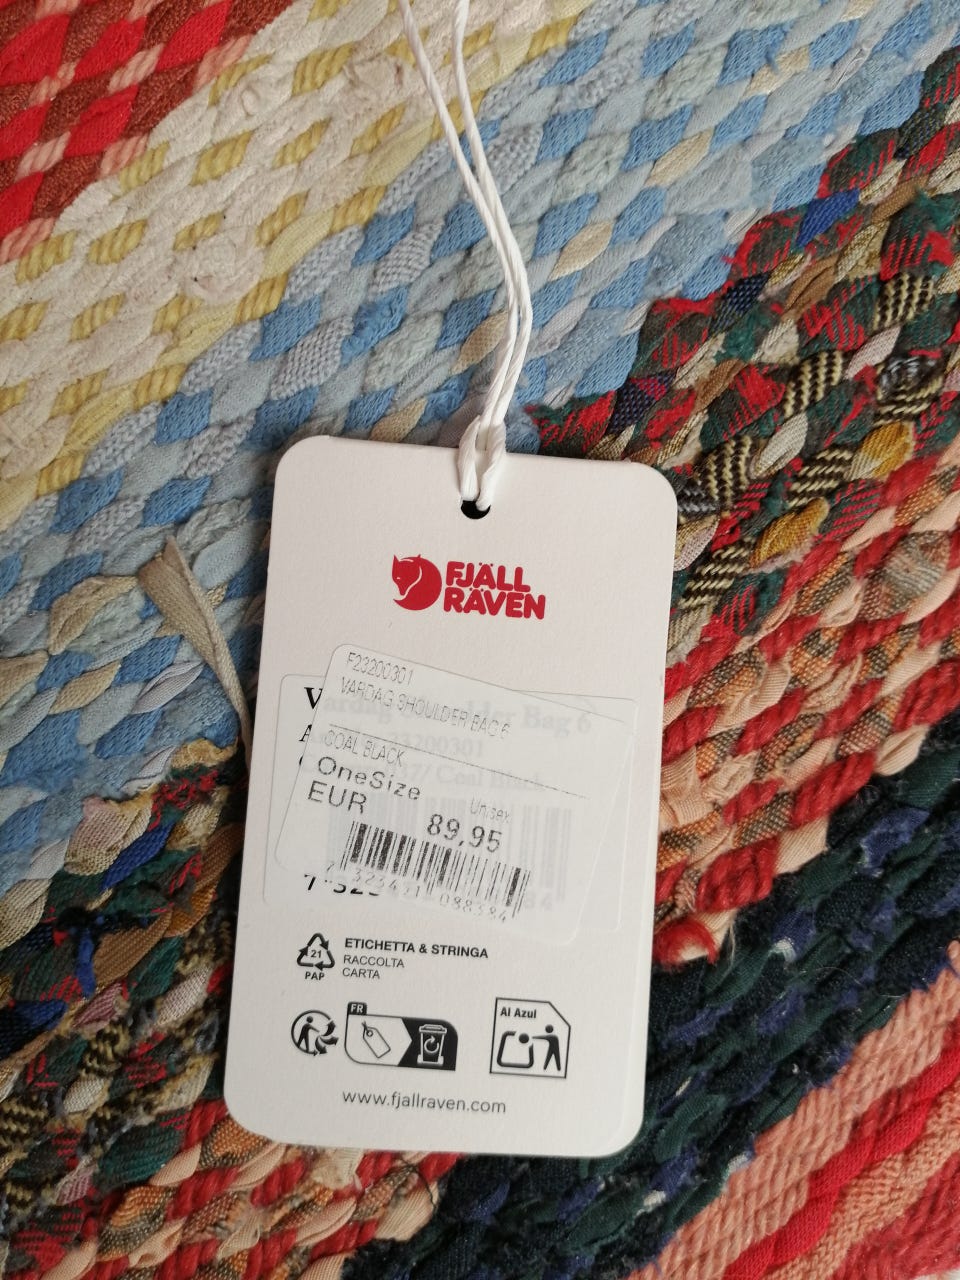 FJÄLL
RÄVEN
F23200301
VARDAG SHOULDER BAG 6
COAL BLACK
OneSize
Unisex
EUR
89,95
ETICHETTA & STRINGA
RACCOLTA
CARTA
21
PAP
FR
Al Azul
www.fjallraven.com